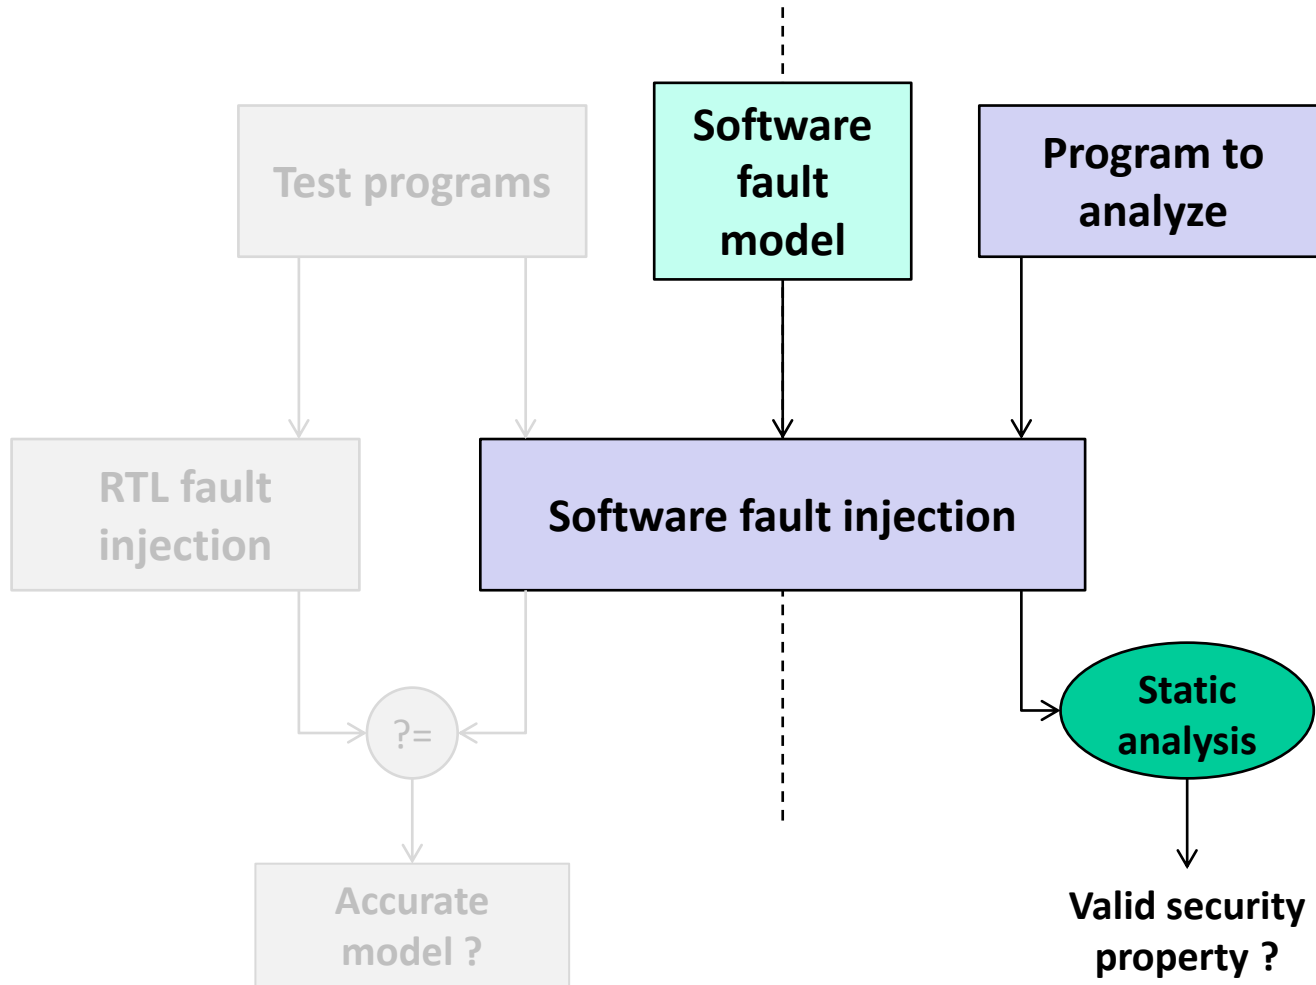 Test programs
Software
fault
model
Program to
analyze
RTL fault
injection
Software fault injection
?=
Static
analysis
Accurate
model ?
Valid security
property ?